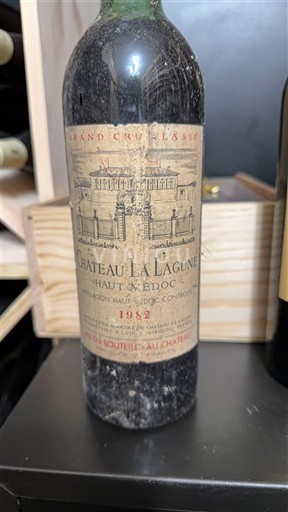 GRAND CRU CLASSÉ
CHATEAU LA LAGUNE
HAUT MÉDOC
APPELLATION HAUT-MÉDOC CONTRÔLÉE
1982
MIS EN BOUTEILLE AU CHATEAU